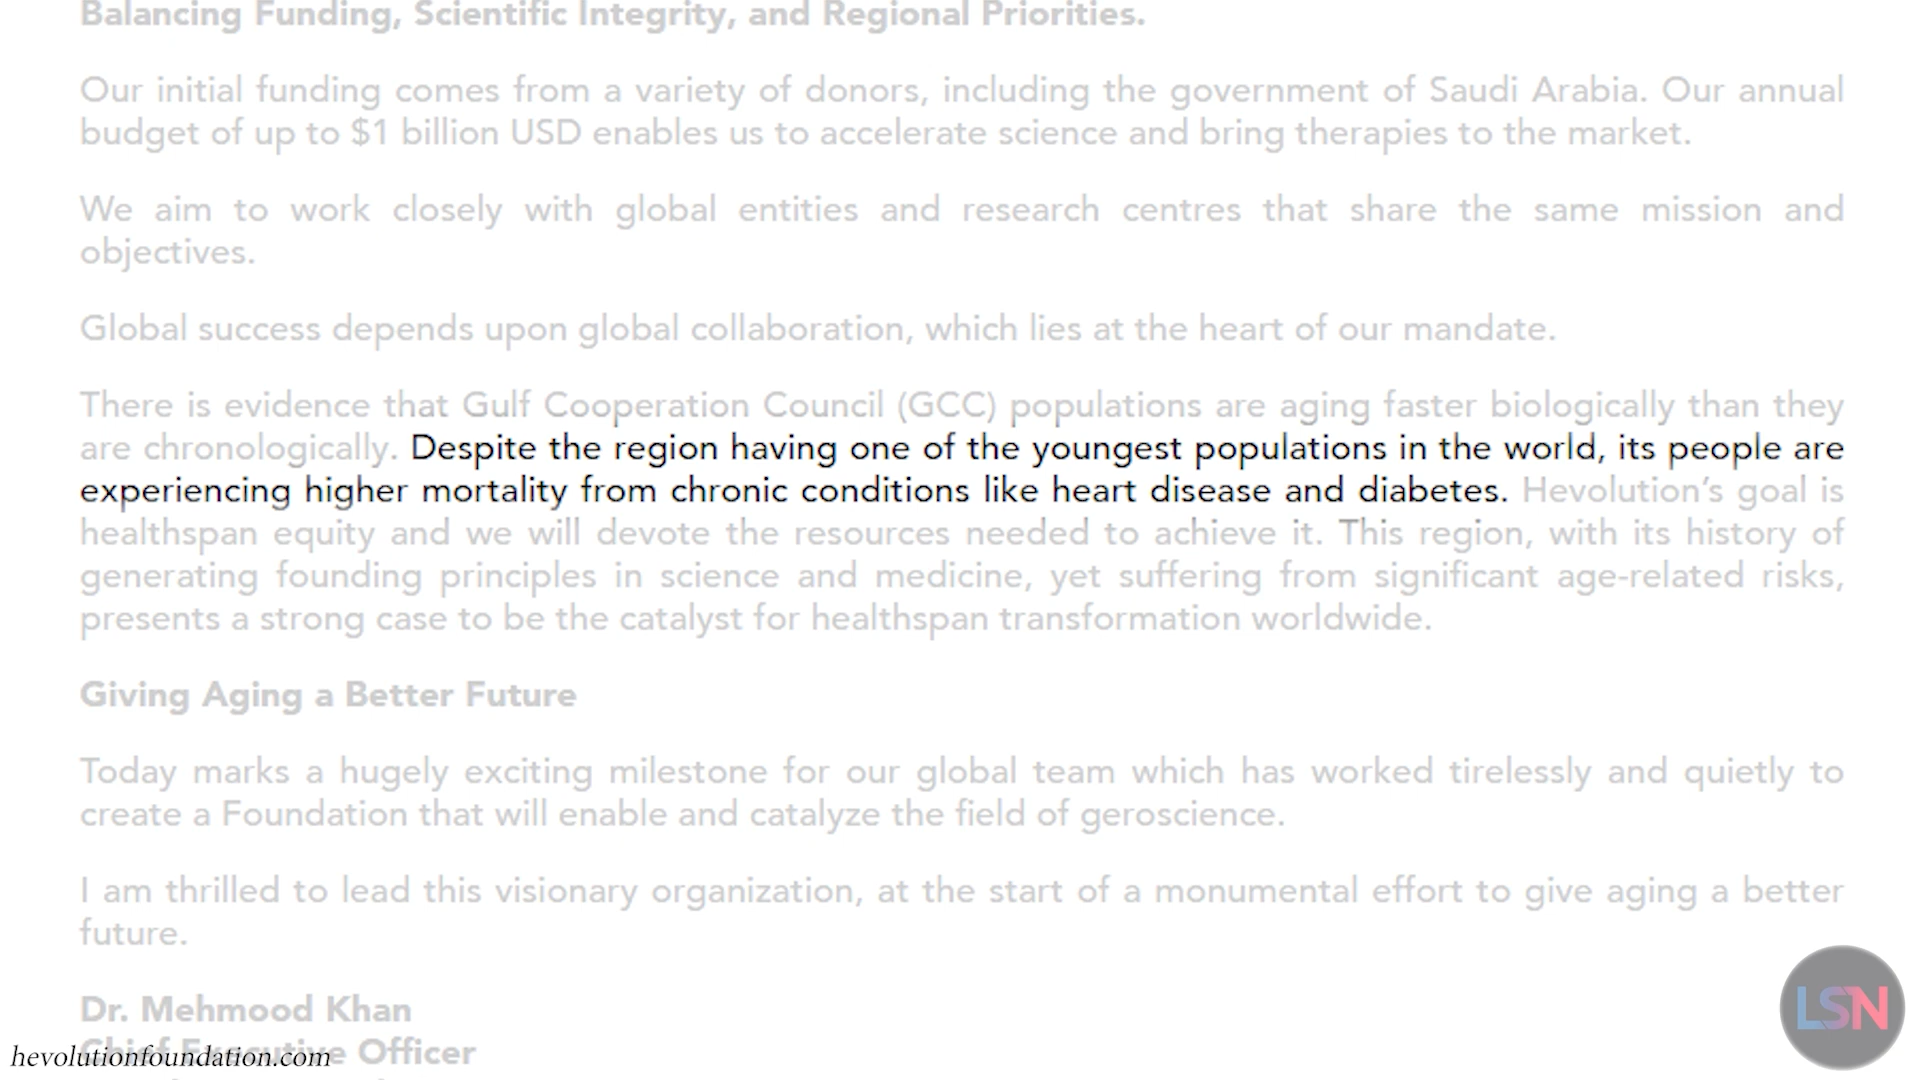 Balancing Funding, Scientific Integrity, and Regional Priorities.
Our initial funding comes from a variety of donors, including the government of Saudi Arabia. Our annual
budget of up to $1 billion USD enables us to accelerate science and bring therapies to the market.
We aim to work closely with global entities and research centres that share the same mission and
objectives.
Global success depends upon global collaboration, which lies at the heart of our mandate.
There is evidence that Gulf Cooperation Council (GCC) populations are aging faster biologically than they
are chronologically. Despite the region having one of the youngest populations in the world, its people are
experiencing higher mortality from chronic conditions like heart disease and diabetes. Hevolution's goal is
healthspan equity and we will devote the resources needed to achieve it. This region, with its history of
generating founding principles in science and medicine, yet suffering from significant age-related risks,
presents a strong case to be the catalyst for healthspan transformation worldwide.
Giving Aging a Better Future
Today marks a hugely exciting milestone for our global team which has worked tirelessly and quietly to
create a Foundation that will enable and catalyze the field of geroscience.
I am thrilled to lead this visionary organization, at the start of a monumental effort to give aging a better
future.
Dr. Mehmood Khan
Chief Executive Officer
hevolutionfoundation.com
LSN